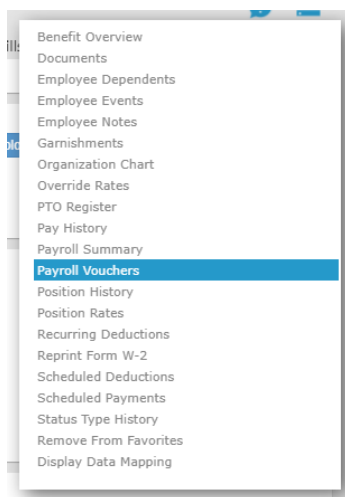 Benefit Overview
Documents
Employee Dependents
Employee Events
Employee Notes
Garnishments
Organization Chart
Override Rates
PTO Register
Pay History
Payroll Summary
Payroll Vouchers
Position History
Position Rates
Recurring Deductions
Reprint Form W-2
Scheduled Deductions
Scheduled Payments
Status Type History
Remove From Favorites
Display Data Mapping